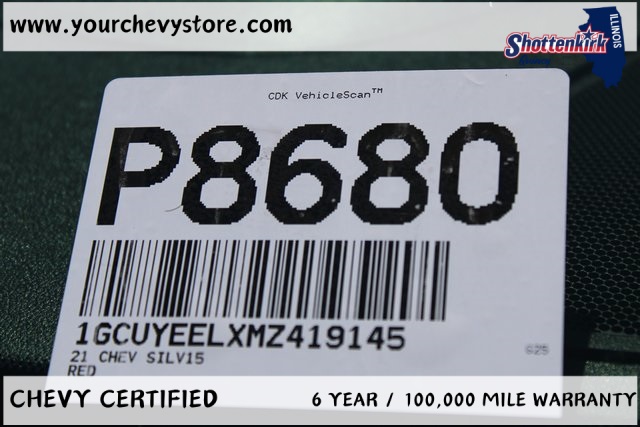 www.yourchevystore.com
Shottenkirk
ILLINOIS
CDK VehicleScan™
P8680
1GCUYEELXMZ419145
21 CHEV SILV15
RED
G25
CHEVY CERTIFIED
6 YEAR / 100,000 MILE WARRANTY